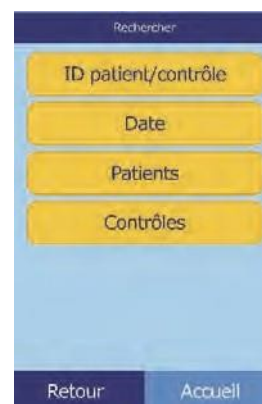 Rechercher
ID patient/contrôle
Date
Patients
Contrôles
Retour Accueil